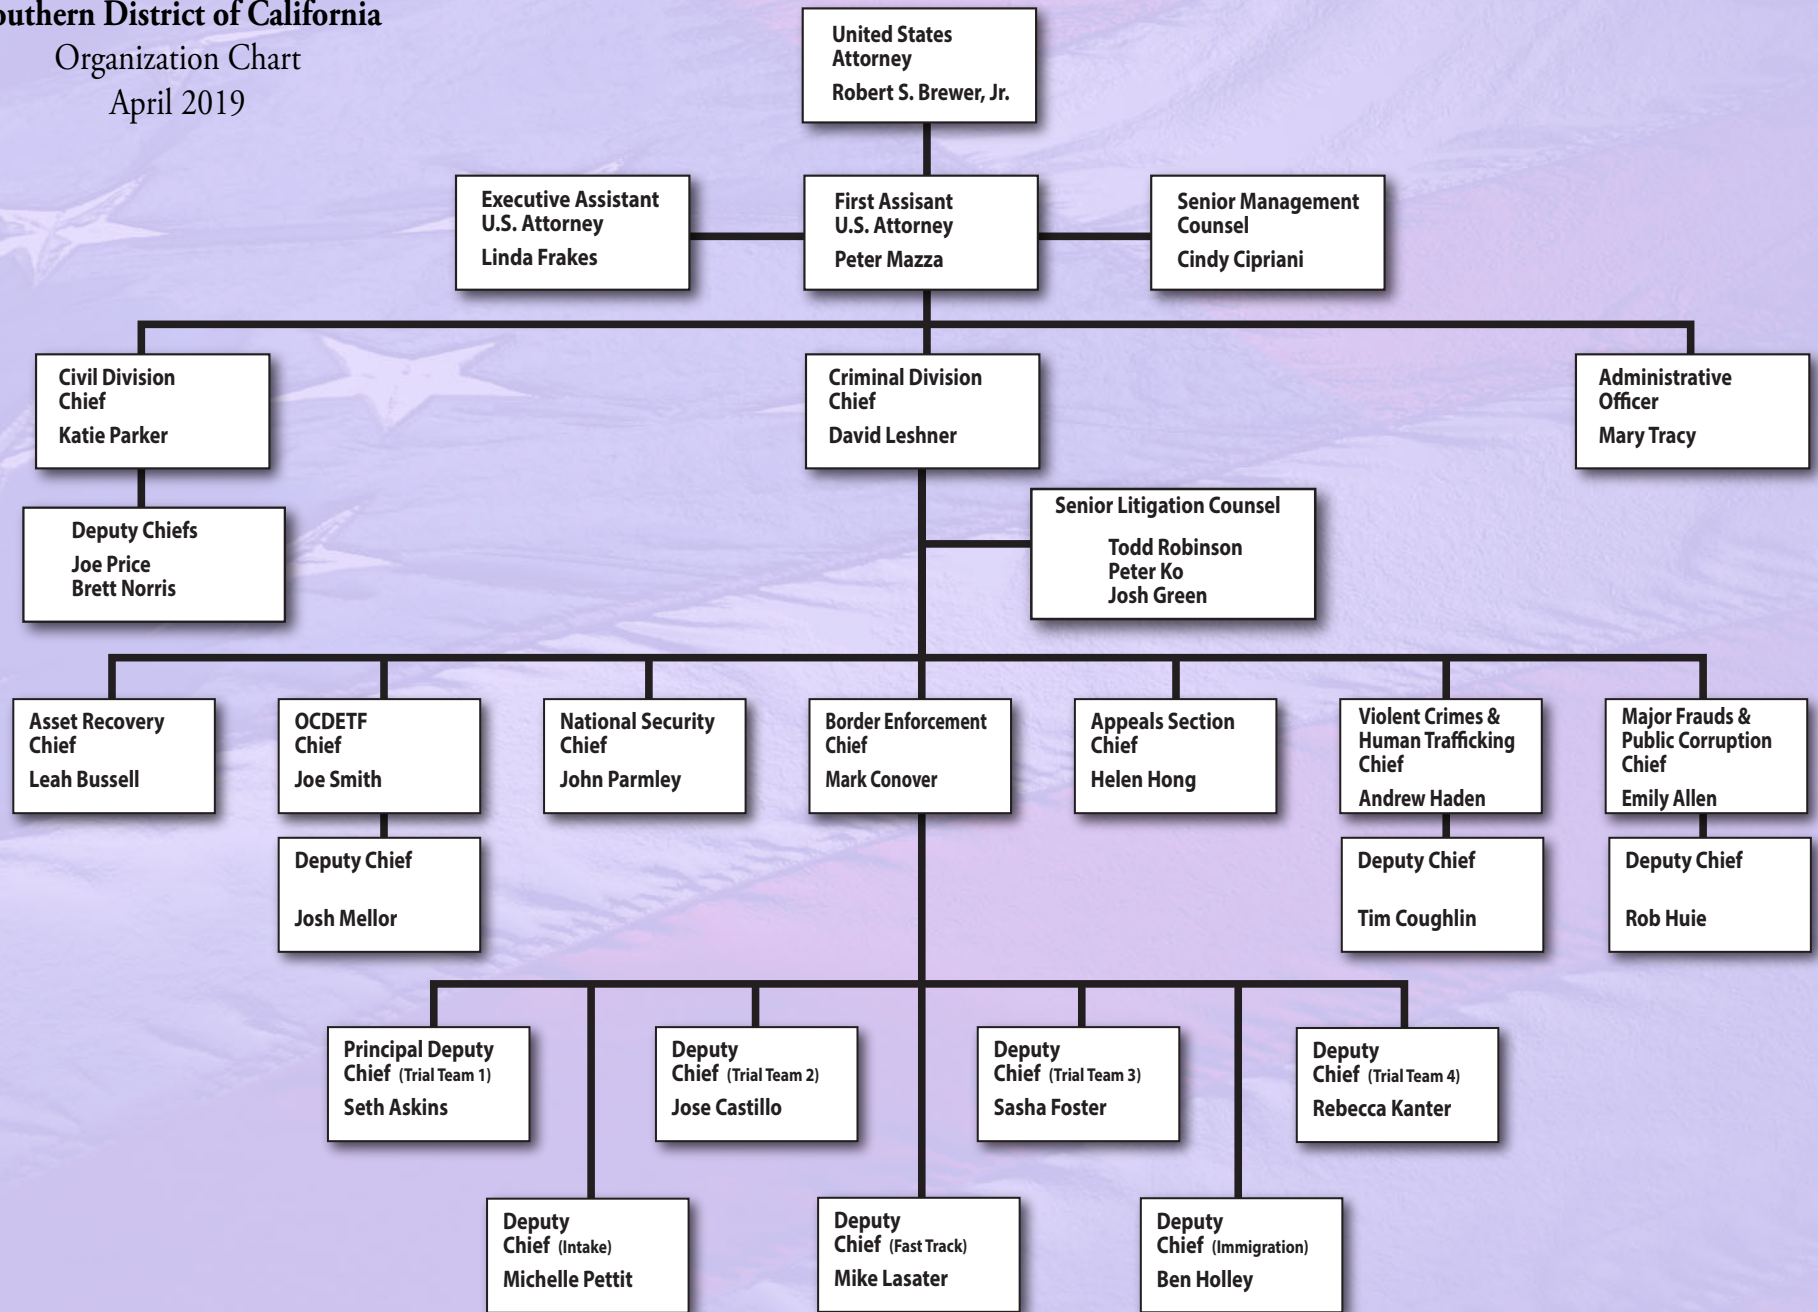 outhern District of California
Organization Chart
April 2019
United States
Attorney
Robert S. Brewer, Jr.
Executive Assistant
U.S. Attorney
Linda Frakes
First Assisant
U.S. Attorney
Peter Mazza
Senior Management
Counsel
Cindy Cipriani
Civil Division
Chief
Katie Parker
Criminal Division
Chief
David Leshner
Administrative
Officer
Mary Tracy
Deputy Chiefs
Joe Price
Brett Norris
Senior Litigation Counsel
Todd Robinson
Peter Ko
Josh Green
Asset Recovery
Chief
Leah Bussell
OCDETF
Chief
Joe Smith
National Security
Chief
John Parmley
Border Enforcement
Chief
Mark Conover
Appeals Section
Chief
Helen Hong
Violent Crimes &
Human Trafficking
Chief
Andrew Haden
Major Frauds &
Public Corruption
Chief
Emily Allen
Deputy Chief
Josh Mellor
Deputy Chief
Tim Coughlin
Deputy Chief
Rob Huie
Principal Deputy
Chief (Trial Team 1)
Seth Askins
Deputy
Chief (Trial Team 2)
Jose Castillo
Deputy
Chief (Trial Team 3)
Sasha Foster
Deputy
Chief (Trial Team 4)
Rebecca Kanter
Deputy
Chief (Intake)
Michelle Pettit
Deputy
Chief (Fast Track)
Mike Lasater
Deputy
Chief (Immigration)
Ben Holley